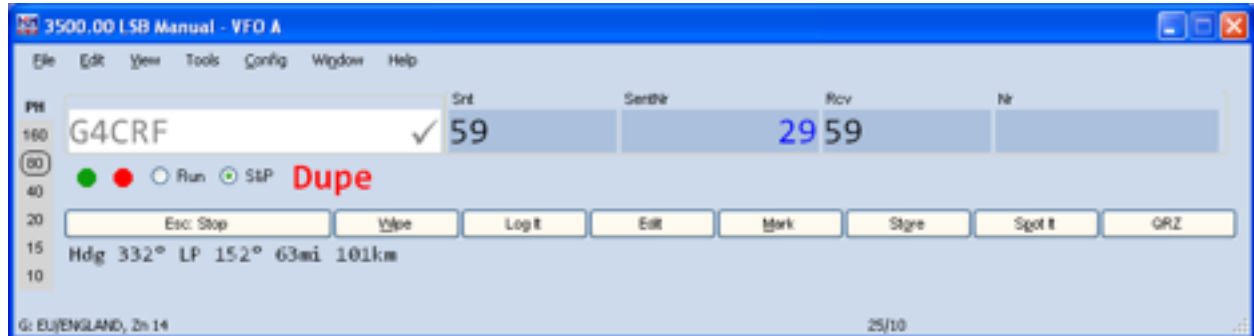 3500.00 LSB Manual - VFO A
File Edit View Tools Config Window Help
Snt SentNr Rcv Nr
PH
G4CRF 59 29 59
160
80
Run S&P Dupe
40
20
Esc: Stop Wipe Log It Edit Mark Store Spot It QRZ
15
Hdg 332° LP 152° 63mi 101km
10
G: EU/ENGLAND, Zn 14 25/10